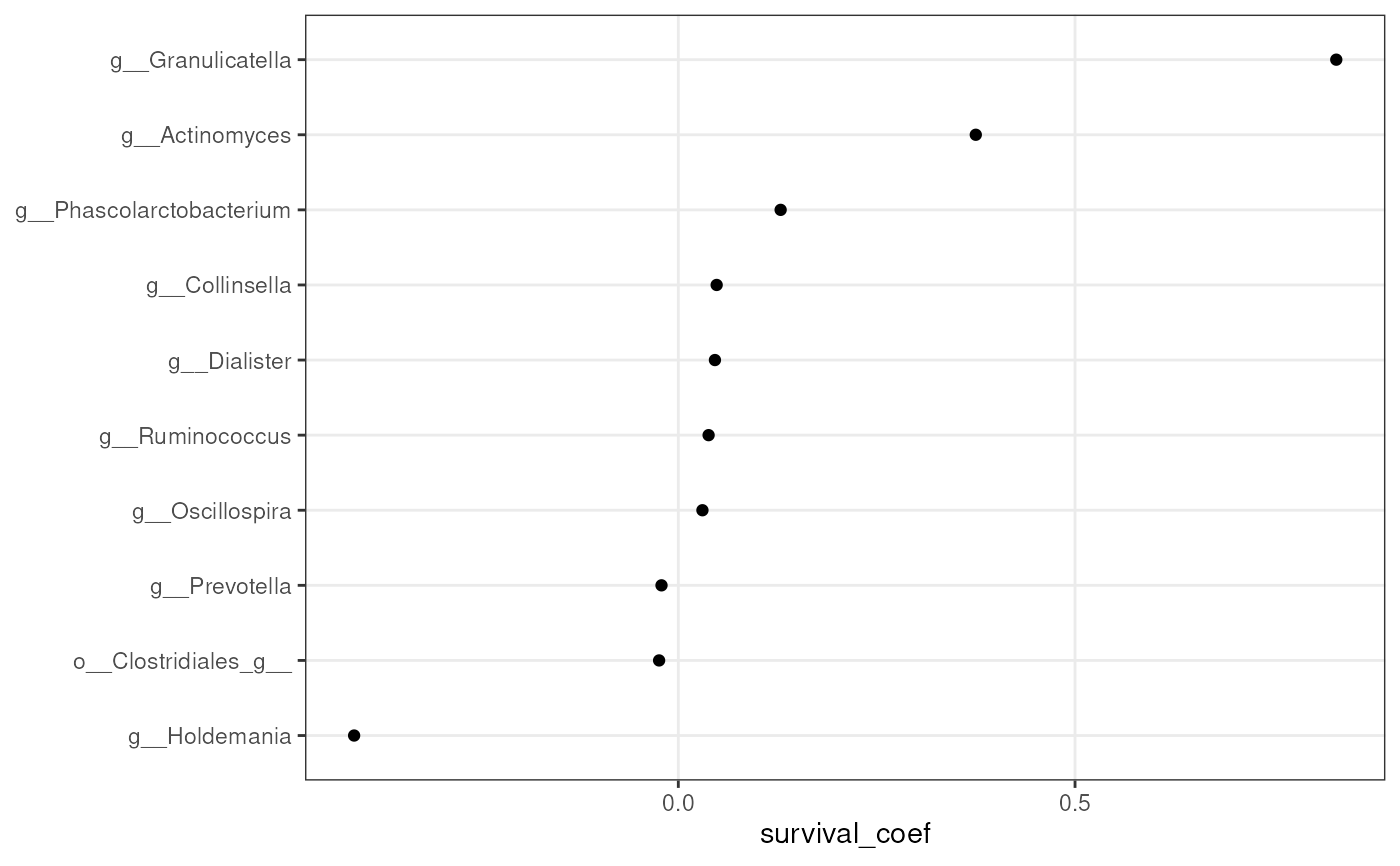 g__Granulicatella
g__Actinomyces
g__Phascolarctobacterium
g__Collinsella
g__Dialister
g__Ruminococcus
g__Oscillospira
g__Prevotella
o__Clostridiales_g__
g__Holdemania
0.0 0.5
survival_coef